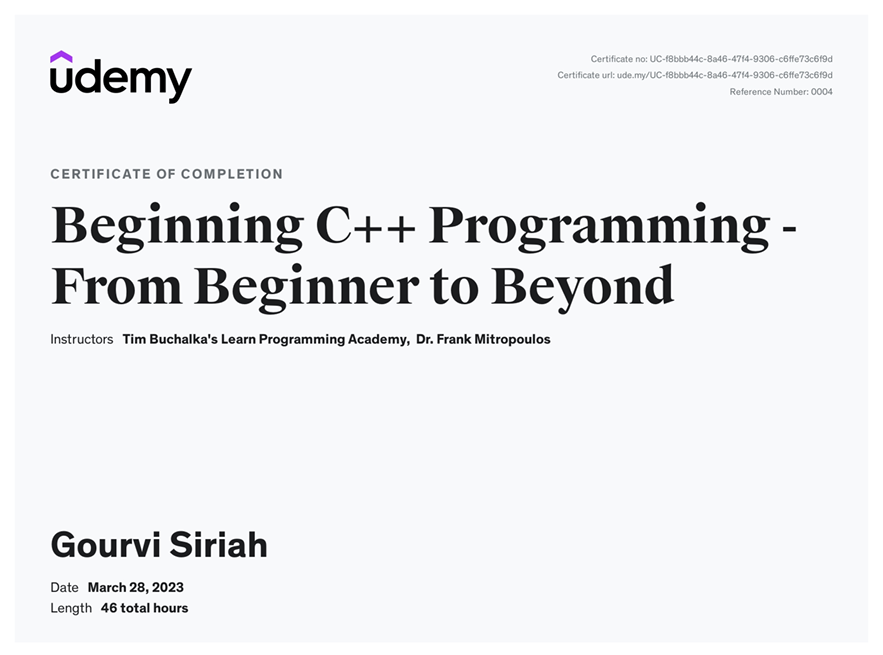 udemy
Certificate no: UC-f8bbb44c-8a46-47f4-9306-c6ffe73c6f9d
Certificate url: ude.my/UC-f8bbb44c-8a46-47f4-9306-c6ffe73c6f9d
Reference Number: 0004
CERTIFICATE OF COMPLETION
Beginning C++ Programming -
From Beginner to Beyond
Instructors Tim Buchalka's Learn Programming Academy, Dr. Frank Mitropoulos
Gourvi Siriah
Date March 28, 2023
Length 46 total hours